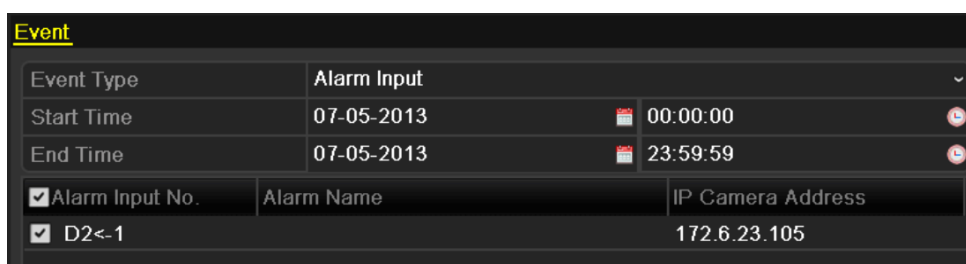 Event
Event Type Alarm Input
Start Time 07-05-2013 00:00:00
End Time 07-05-2013 23:59:59
Alarm Input No. Alarm Name IP Camera Address
D2<-1 172.6.23.105